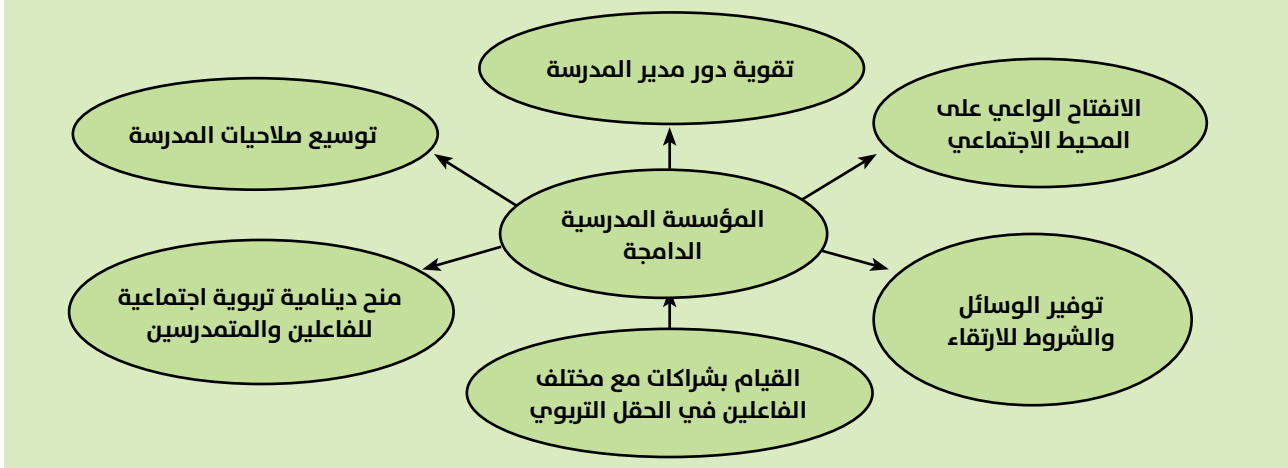 تقوية دور مدير المدرسة
الانفتاح الواعي على
المحيط الاجتماعي
توسيع صلاحيات المدرسة
المؤسسة المدرسية
الدامجة
توفير الوسائل
والشروط للارتقاء
منح دينامية تربوية اجتماعية
للفاعلين والمتمدرسين
القيام بشراكات مع مختلف
الفاعلين في الحقل التربوي